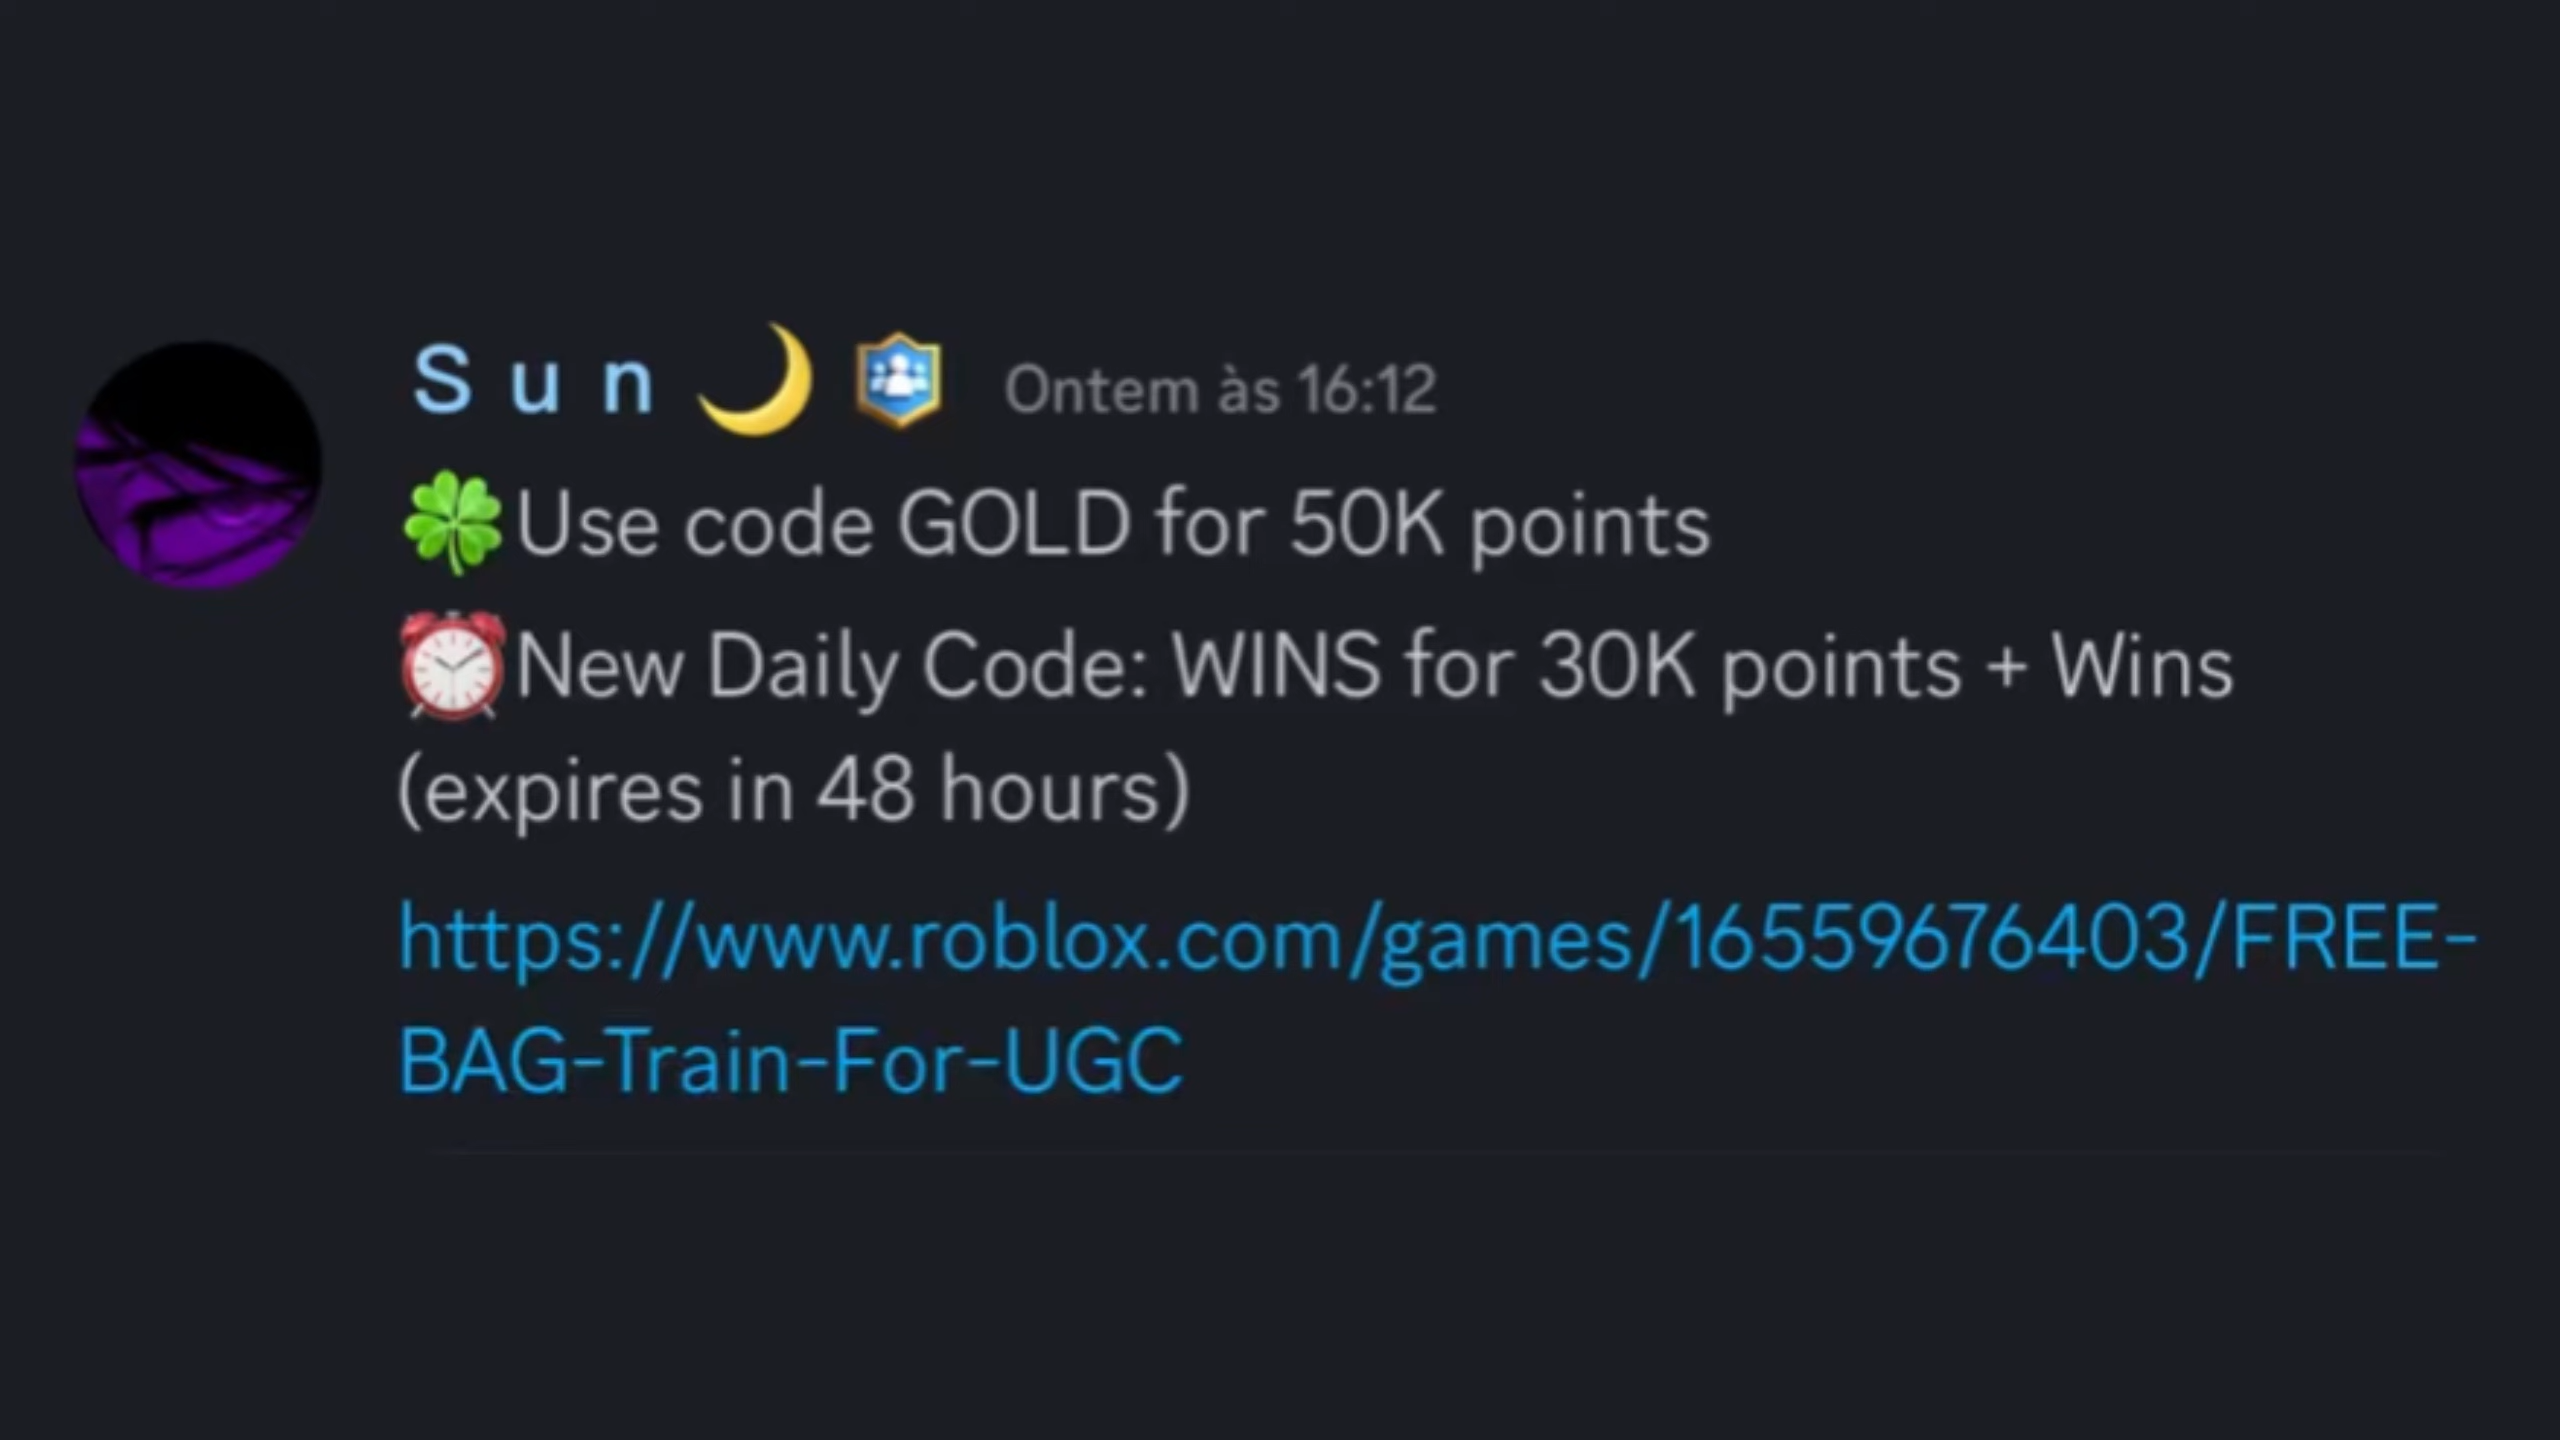 S u n 🌙 Ontem às 16:12
🍀Use code GOLD for 50K points
⏰New Daily Code: WINS for 30K points + Wins
(expires in 48 hours)
https://www.roblox.com/games/16559676403/FREE-
BAG-Train-For-UGC